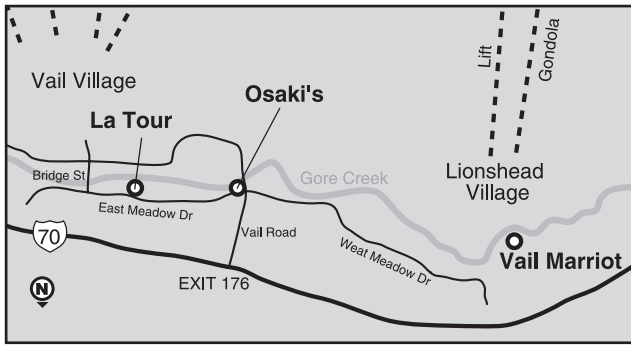 Vail Village
La Tour
Osaki's
Lift
Gondola
Bridge St
Gore Creek
Lionshead
Village
East Meadow Dr
70
Vail Road
Weat Meadow Dr
Vail Marriot
EXIT 176
N